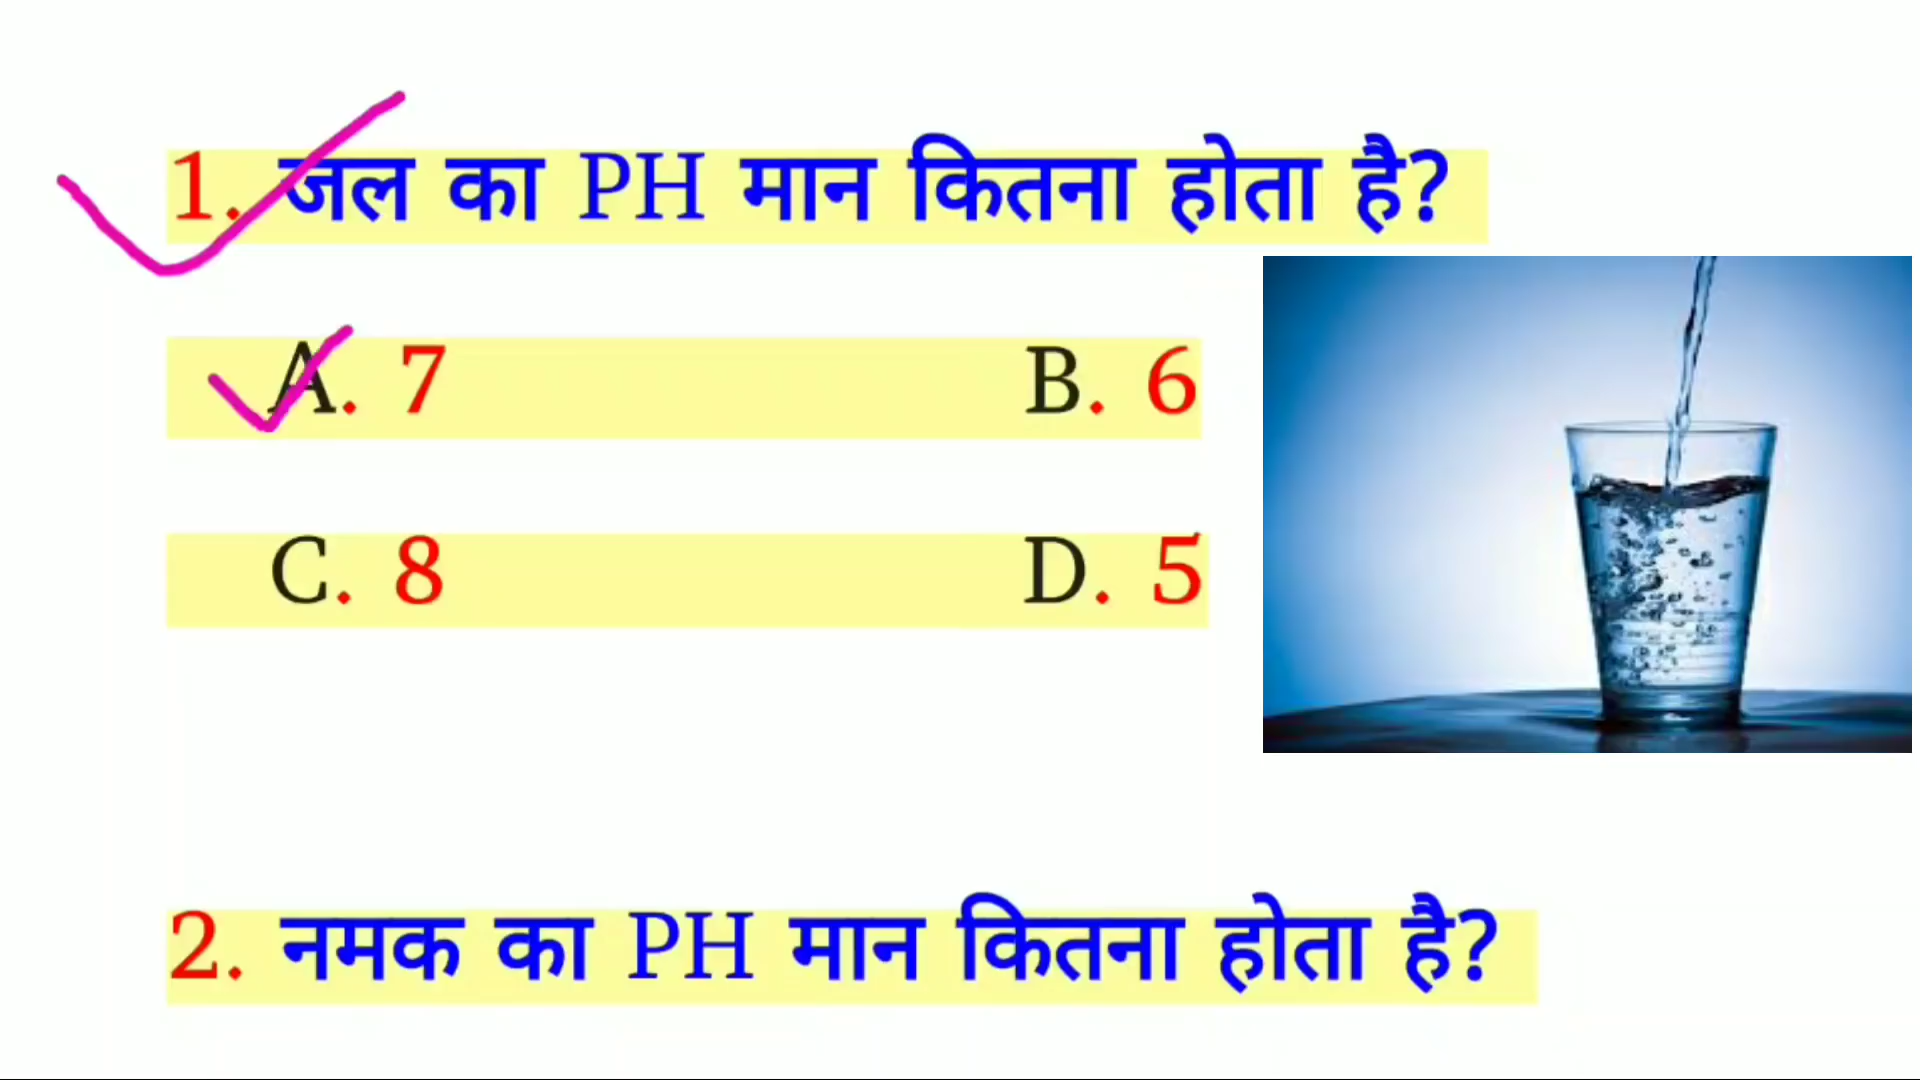 1. जल का PH मान कितना होता है?
A. 7 B. 6
C. 8 D. 5
2. नमक का PH मान कितना होता है?